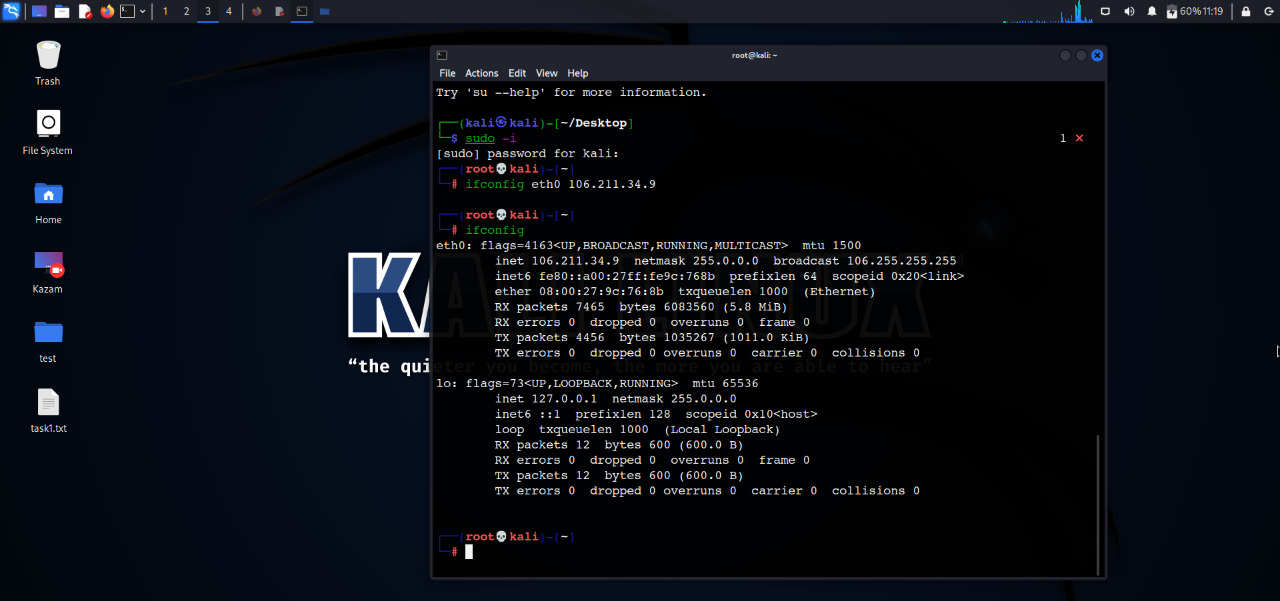 1 2 3 4
60% 11:19
Trash
File System
Home
Kazam
test
task1.txt
“the quieter you become, the more you are able to hear”
root@kali: ~
File Actions Edit View Help
Try 'su --help' for more information.
┌──(kali㉿kali)-[~/Desktop]
└─$ sudo -i
1 ⨯
[sudo] password for kali:
┌──(root💀kali)-[~]
└─# ifconfig eth0 106.211.34.9
┌──(root💀kali)-[~]
└─# ifconfig
eth0: flags=4163<UP,BROADCAST,RUNNING,MULTICAST>  mtu 1500
inet 106.211.34.9  netmask 255.0.0.0  broadcast 106.255.255.255
inet6 fe80::a00:27ff:fe9c:768b  prefixlen 64  scopeid 0x20<link>
ether 08:00:27:9c:76:8b  txqueuelen 1000  (Ethernet)
RX packets 7465  bytes 6083560 (5.8 MiB)
RX errors 0  dropped 0  overruns 0  frame 0
TX packets 4456  bytes 1035267 (1011.0 KiB)
TX errors 0  dropped 0 overruns 0  carrier 0  collisions 0
lo: flags=73<UP,LOOPBACK,RUNNING>  mtu 65536
inet 127.0.0.1  netmask 255.0.0.0
inet6 ::1  prefixlen 128  scopeid 0x10<host>
loop  txqueuelen 1000  (Local Loopback)
RX packets 12  bytes 600 (600.0 B)
RX errors 0  dropped 0  overruns 0  frame 0
TX packets 12  bytes 600 (600.0 B)
TX errors 0  dropped 0 overruns 0  carrier 0  collisions 0
┌──(root💀kali)-[~]
└─#